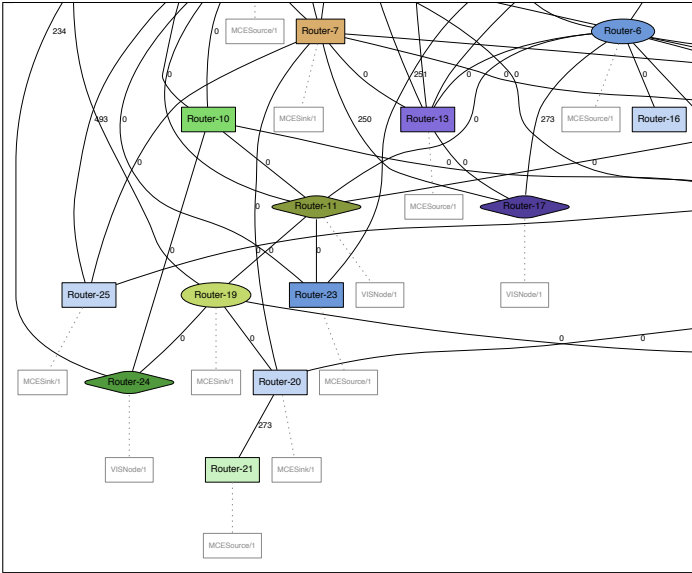 234
0
MCESource/1
Router-7
Router-6
0
0
251
0
0
0
493
0
Router-10
MCESink/1
250
Router-13
0
273
MCESource/1
Router-16
0
0
0
0
0
Router-11
MCESource/1
Router-17
0
0
0
0
0
Router-25
Router-19
Router-23
VISNode/1
VISNode/1
0
0
0
0
MCESink/1
Router-24
MCESink/1
Router-20
MCESource/1
273
VISNode/1
Router-21
MCESink/1
MCESource/1